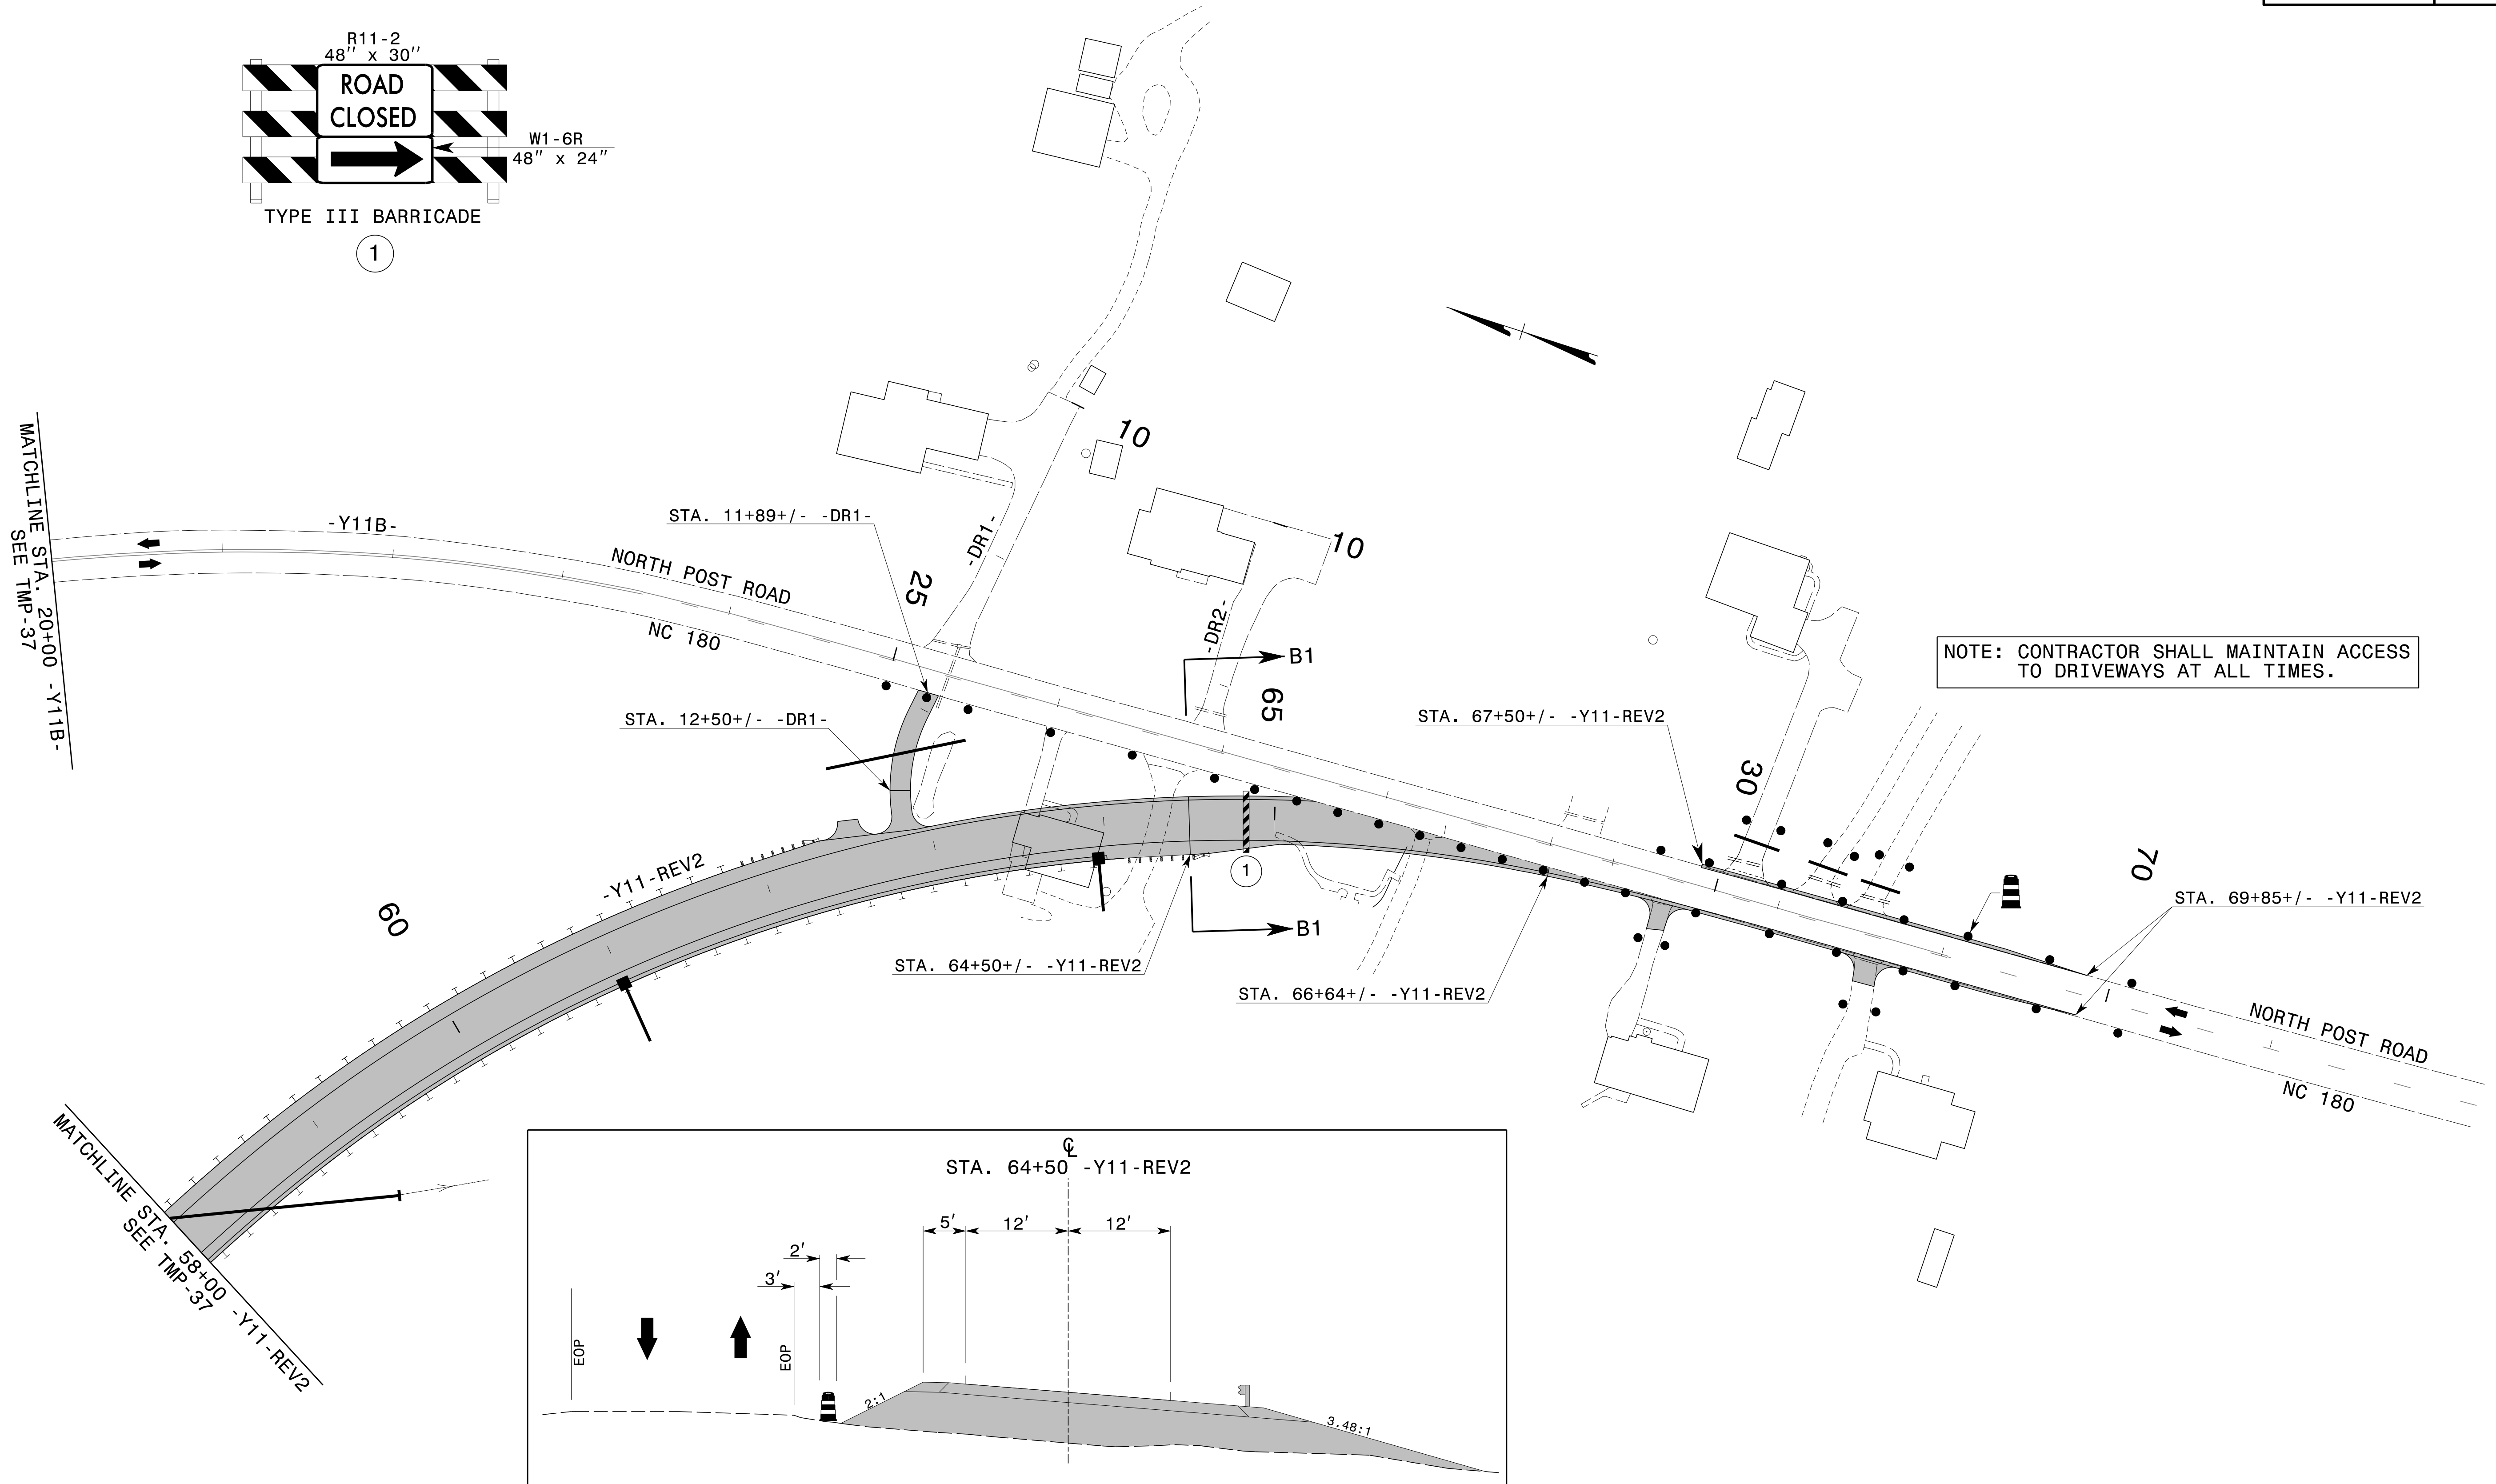 R11-2
48" x 30"
ROAD
CLOSED
W1-6R
48" x 24"
TYPE III BARRICADE
1
MATCHLINE STA. 20+00 -Y11B-
SEE TMP-37
-Y11B-
NORTH POST ROAD
NC 180
STA. 11+89+/- -DR1-
25
-DR1-
10
10
-DR2-
B1
65
STA. 12+50+/- -DR1-
STA. 67+50+/- -Y11-REV2
30
NOTE: CONTRACTOR SHALL MAINTAIN ACCESS
TO DRIVEWAYS AT ALL TIMES.
70
-Y11-REV2
60
1
B1
STA. 64+50+/- -Y11-REV2
STA. 66+64+/- -Y11-REV2
STA. 69+85+/- -Y11-REV2
NORTH POST ROAD
NC 180
MATCHLINE STA. 58+00 -Y11-REV2
SEE TMP-37
CL
STA. 64+50 -Y11-REV2
5' 12' 12'
2'
3'
EOP
EOP
2:1
3.48:1